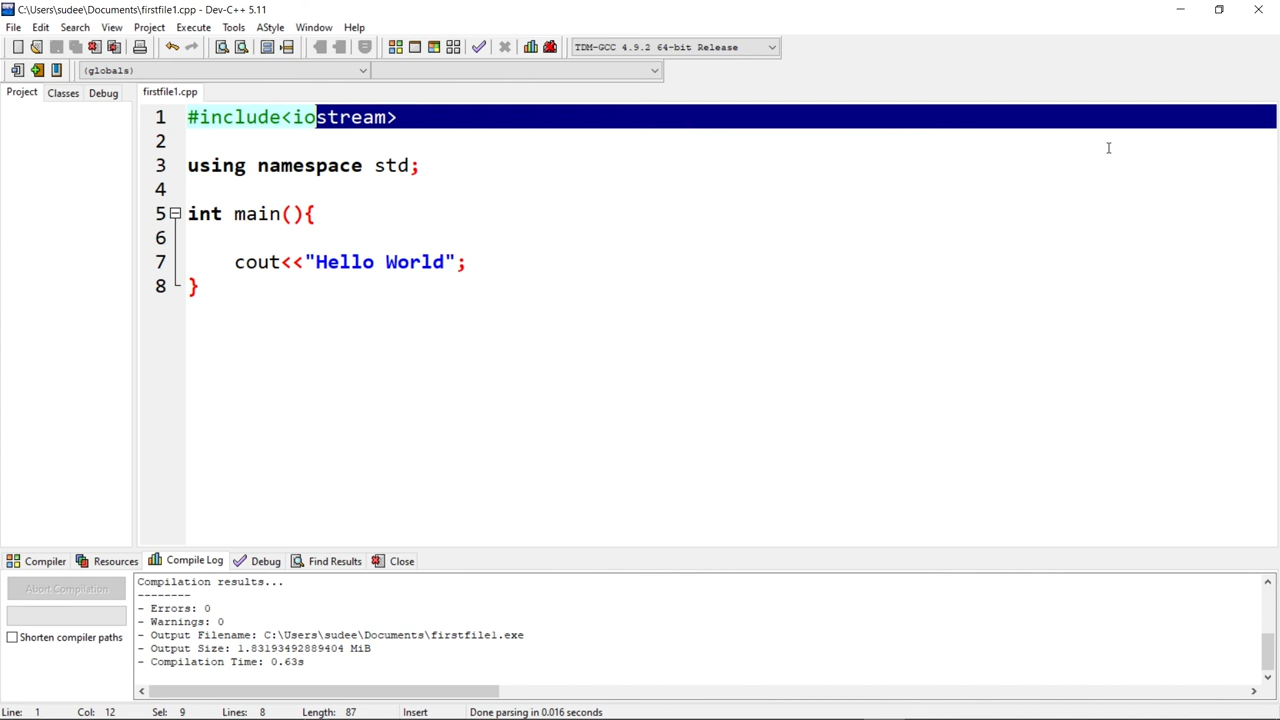 C:\Users\sudee\Documents\firstfile1.cpp - Dev-C++ 5.11
File Edit Search View Project Execute Tools AStyle Window Help
TDM-GCC 4.9.2 64-bit Release
(globals)
Project Classes Debug firstfile1.cpp
1 #include<iostream>
2
3 using namespace std;
4
5 int main(){
6
7 cout<<"Hello World";
8 }
Compiler Resources Compile Log Debug Find Results Close
Abort Compilation
Shorten compiler paths
Compilation results...
--------
- Errors: 0
- Warnings: 0
- Output Filename: C:\Users\sudee\Documents\firstfile1.exe
- Output Size: 1.83193492889404 MiB
- Compilation Time: 0.63s
Line: 1 Col: 12 Sel: 9 Lines: 8 Length: 87 Insert Done parsing in 0.016 seconds